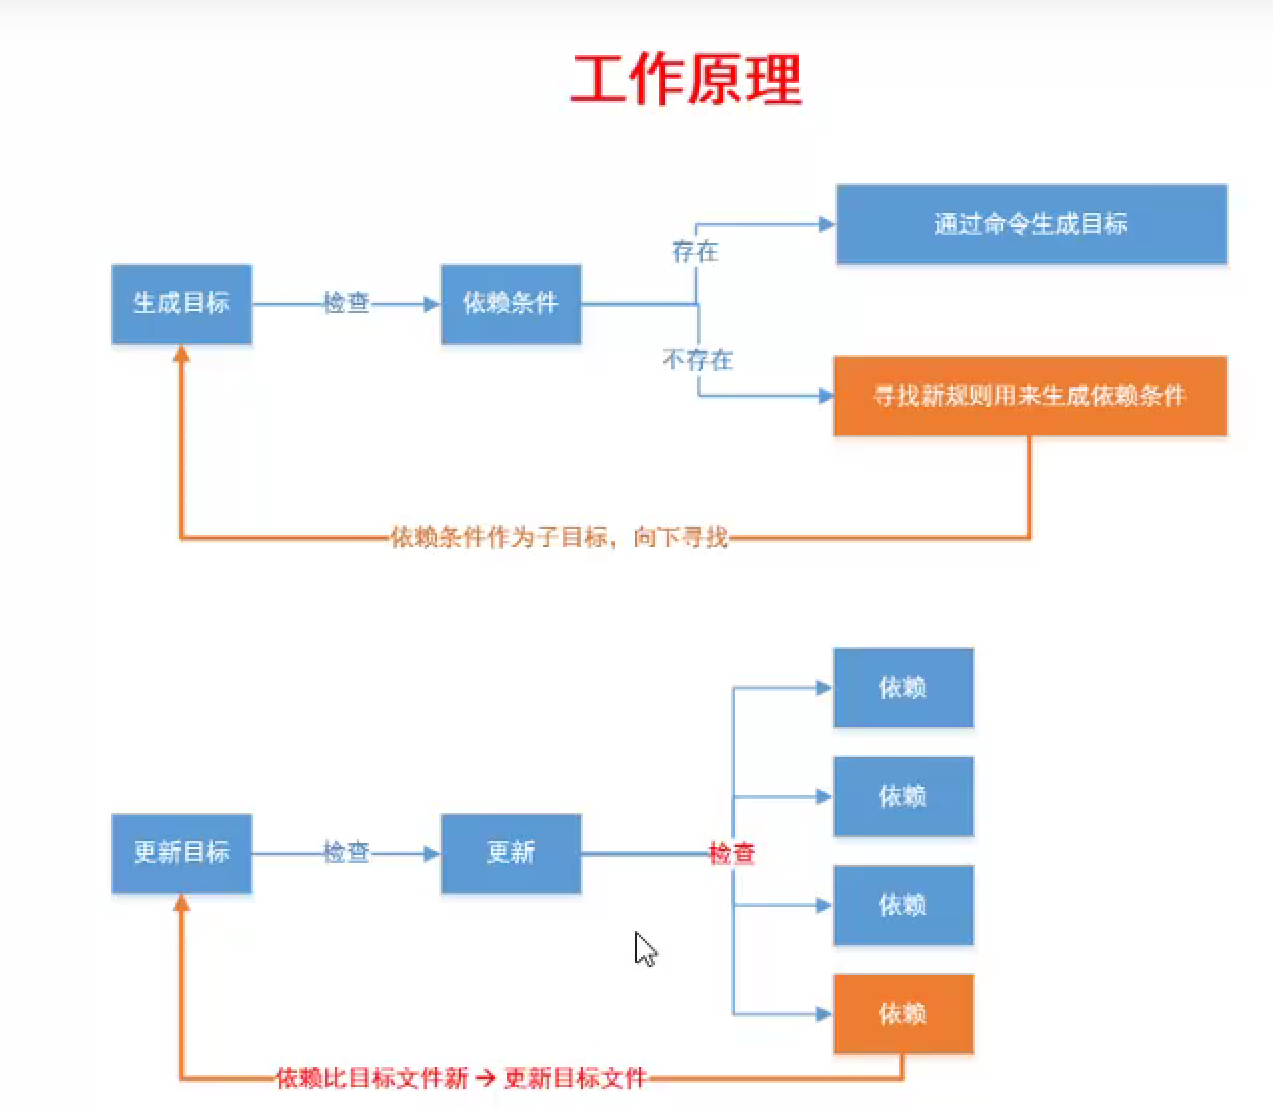 工作原理
通过命令生成目标
存在
生成目标
检查
依赖条件
不存在
寻找新规则用来生成依赖条件
依赖条件作为子目标，向下寻找
依赖
依赖
更新目标
检查
更新
检查
依赖
依赖
依赖比目标文件新→更新目标文件